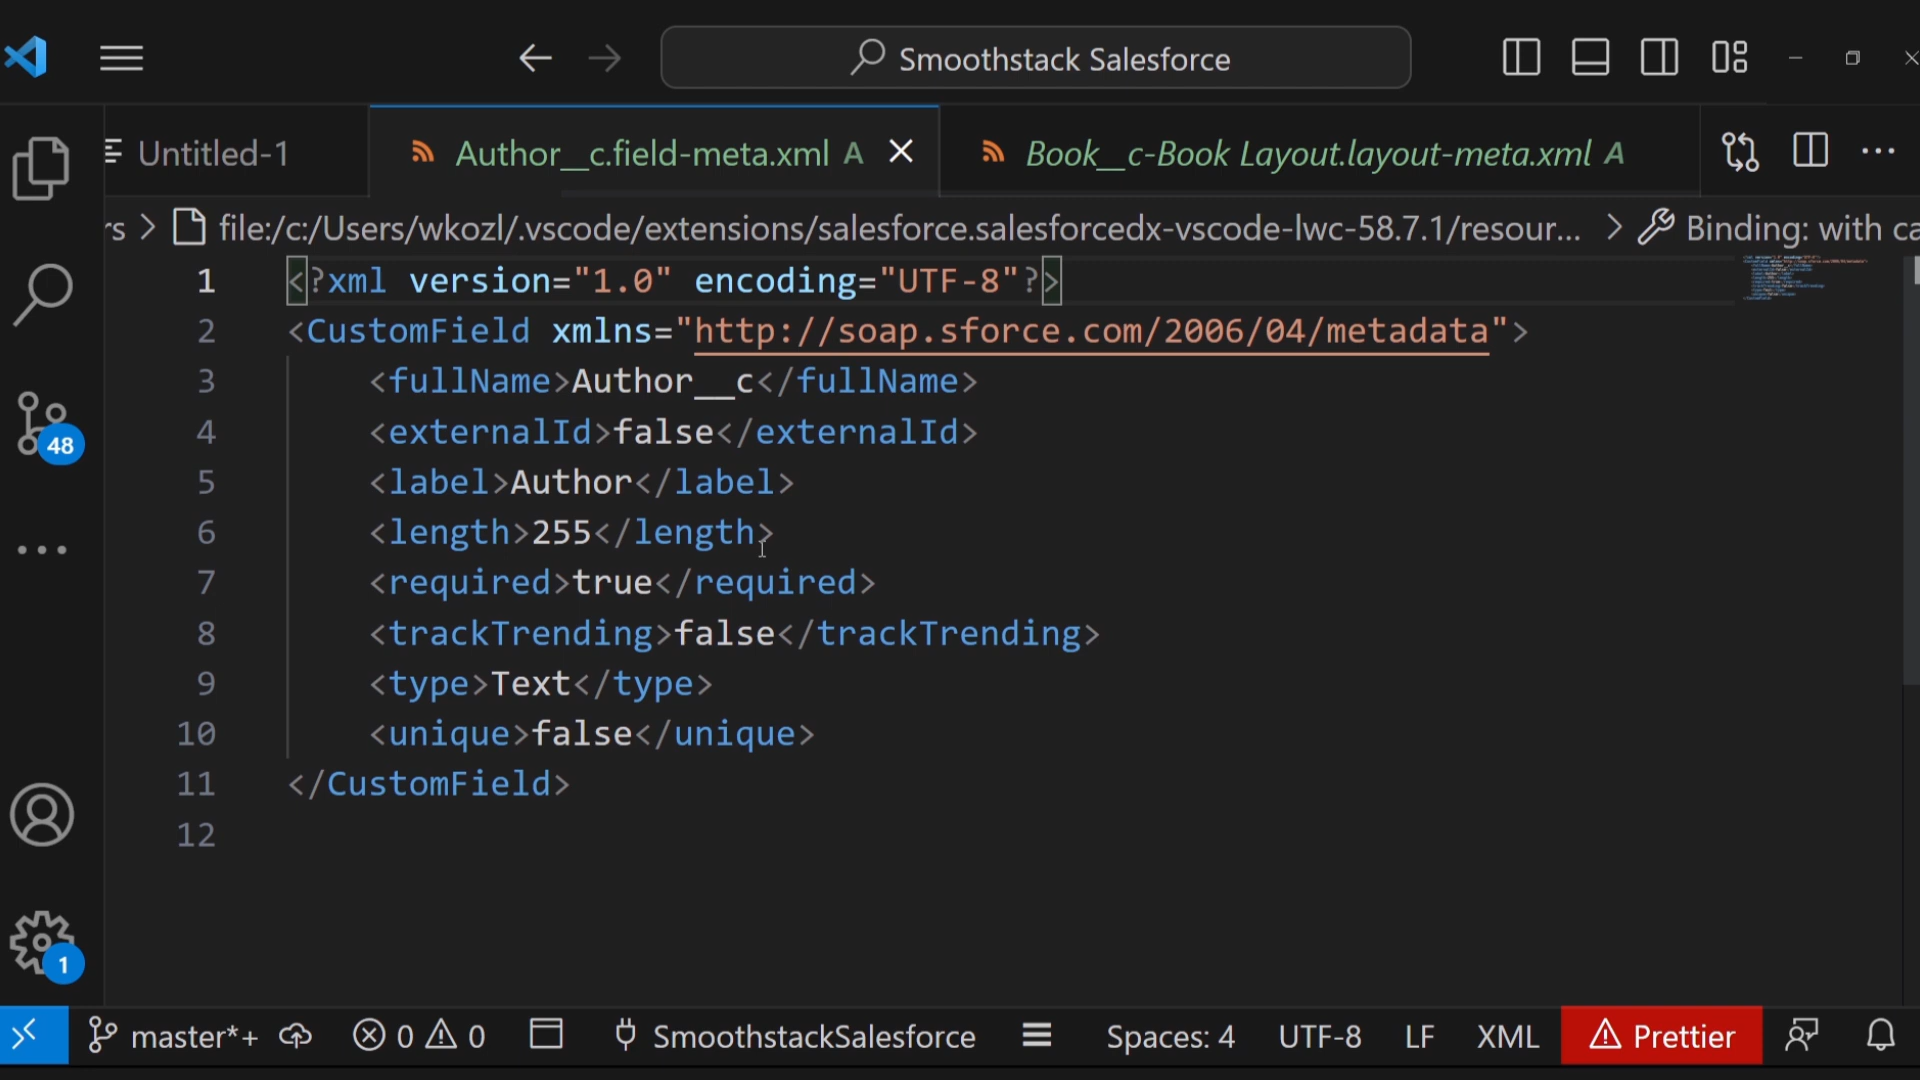 Smoothstack Salesforce
Untitled-1
Author__c.field-meta.xml A
Book__c-Book Layout.layout-meta.xml A
rs > file:/c:/Users/wkozl/.vscode/extensions/salesforce.salesforcedx-vscode-lwc-58.7.1/resour... > Binding: with ca
1 <?xml version="1.0" encoding="UTF-8"?>
2 <CustomField xmlns="http://soap.sforce.com/2006/04/metadata">
3 <fullName>Author__c</fullName>
4 <externalId>false</externalId>
5 <label>Author</label>
6 <length>255</length>
7 <required>true</required>
8 <trackTrending>false</trackTrending>
9 <type>Text</type>
10 <unique>false</unique>
11 </CustomField>
12
48
1
master*+ 0 0 SmoothstackSalesforce Spaces: 4 UTF-8 LF XML Prettier